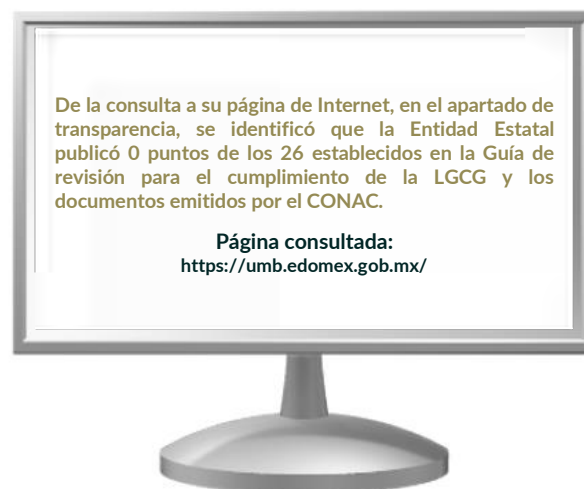 De la consulta a su página de Internet, en el apartado de
transparencia, se identificó que la Entidad Estatal
publicó 0 puntos de los 26 establecidos en la Guía de
revisión para el cumplimiento de la LGCG y los
documentos emitidos por el CONAC.
Página consultada:
https://umb.edomex.gob.mx/